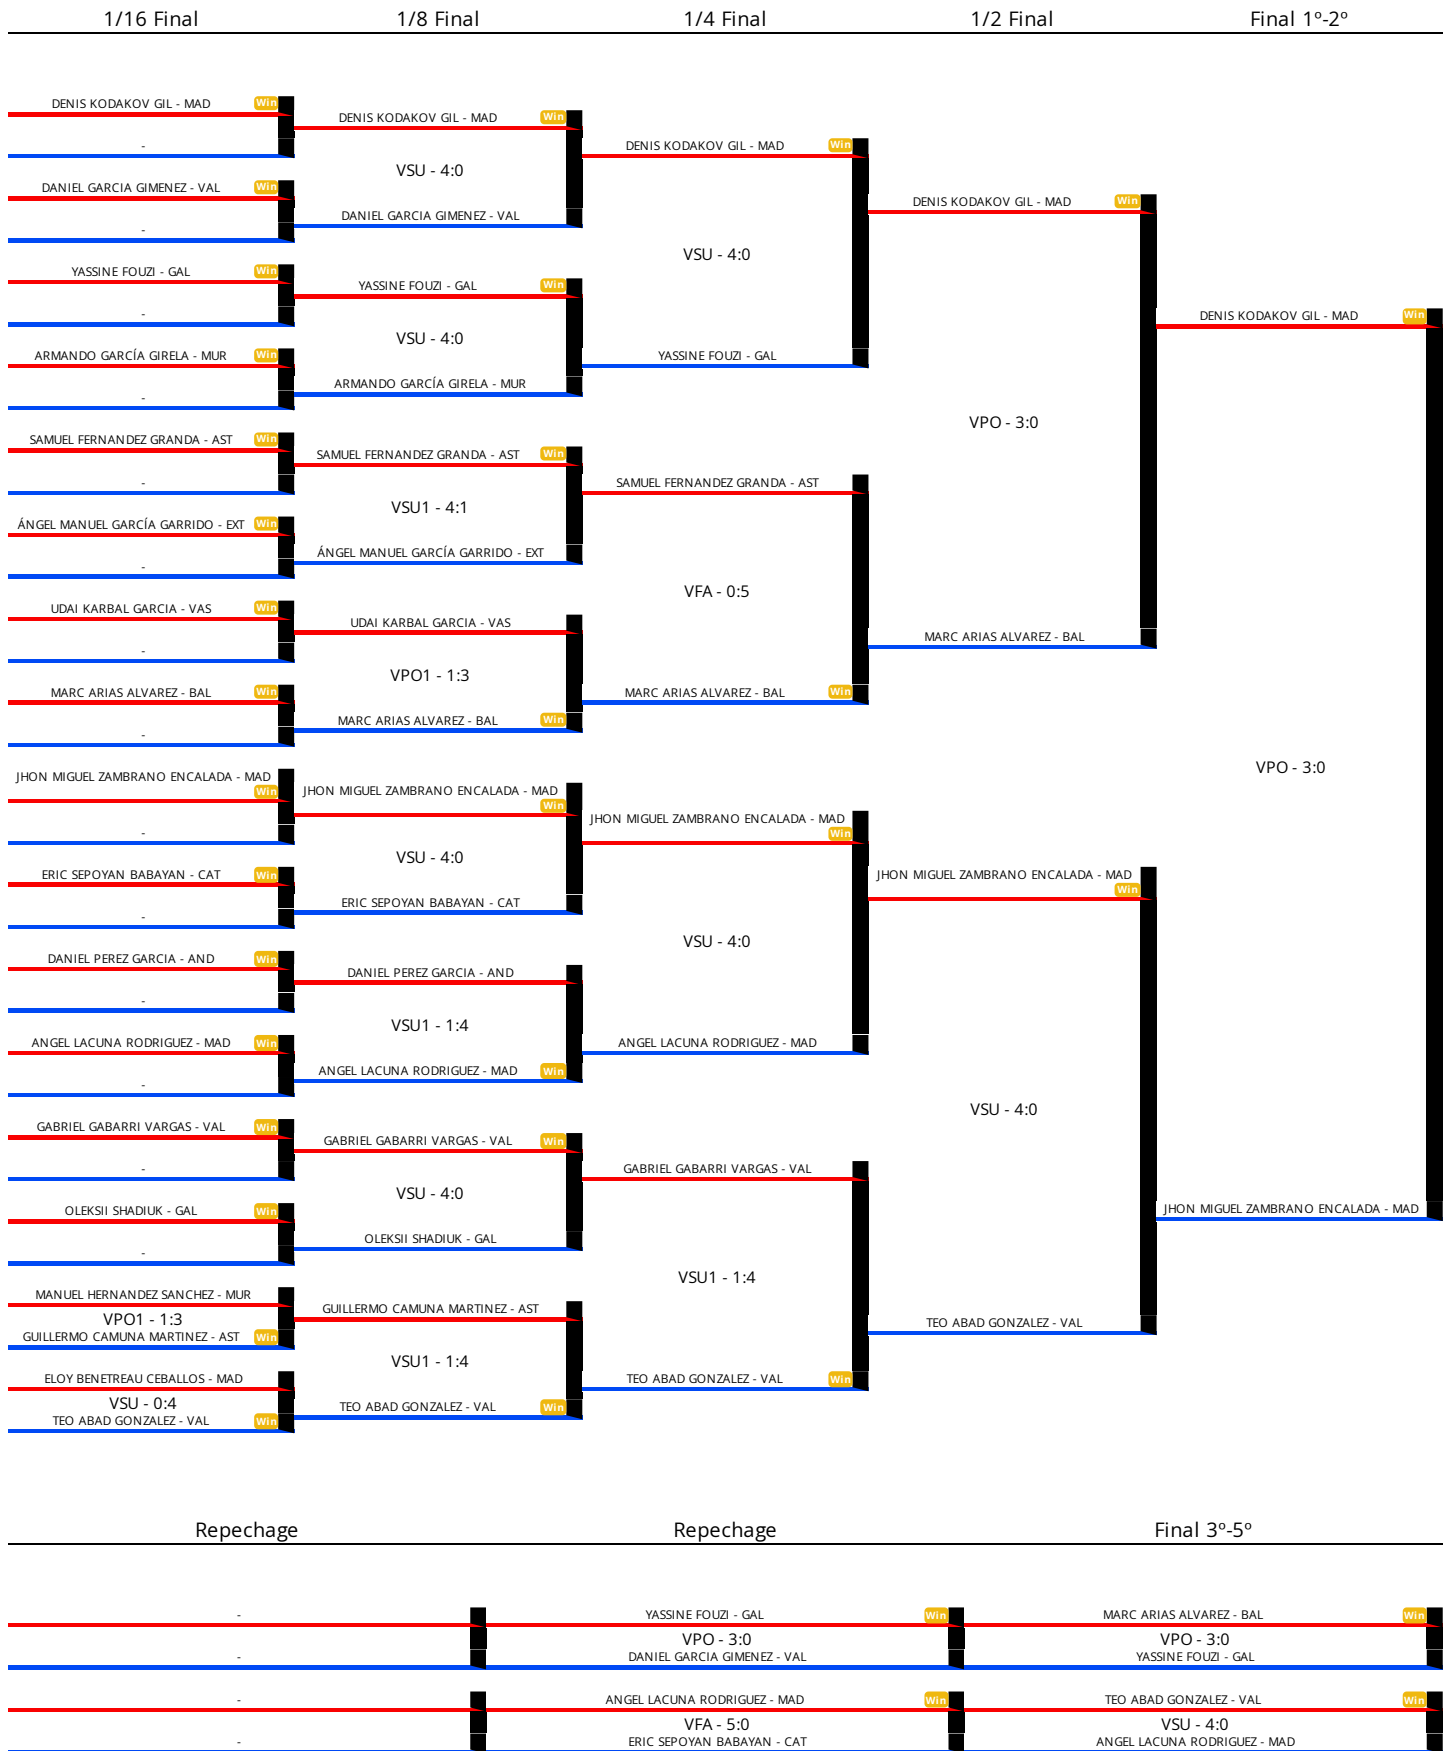 1/16 Final
1/8 Final
1/4 Final
1/2 Final
Final 1º-2º
DENIS KODAKOV GIL - MAD
Win
-
DANIEL GARCIA GIMENEZ - VAL
Win
-
YASSINE FOUZI - GAL
Win
-
ARMANDO GARCÍA GIRELA - MUR
Win
-
SAMUEL FERNANDEZ GRANDA - AST
Win
-
ÁNGEL MANUEL GARCÍA GARRIDO - EXT
Win
-
UDAI KARBAL GARCIA - VAS
Win
-
MARC ARIAS ALVAREZ - BAL
Win
-
JHON MIGUEL ZAMBRANO ENCALADA - MAD
Win
-
ERIC SEPOYAN BABAYAN - CAT
Win
-
DANIEL PEREZ GARCIA - AND
Win
-
ANGEL LACUNA RODRIGUEZ - MAD
Win
-
GABRIEL GABARRI VARGAS - VAL
Win
-
OLEKSII SHADIUK - GAL
Win
-
MANUEL HERNANDEZ SANCHEZ - MUR
VPO1 - 1:3
GUILLERMO CAMUNA MARTINEZ - AST
Win
ELOY BENETREAU CEBALLOS - MAD
VSU - 0:4
TEO ABAD GONZALEZ - VAL
Win
DENIS KODAKOV GIL - MAD
Win
VSU - 4:0
DANIEL GARCIA GIMENEZ - VAL
YASSINE FOUZI - GAL
Win
VSU - 4:0
ARMANDO GARCÍA GIRELA - MUR
SAMUEL FERNANDEZ GRANDA - AST
Win
VSU1 - 4:1
ÁNGEL MANUEL GARCÍA GARRIDO - EXT
UDAI KARBAL GARCIA - VAS
VPO1 - 1:3
MARC ARIAS ALVAREZ - BAL
Win
JHON MIGUEL ZAMBRANO ENCALADA - MAD
Win
VSU - 4:0
ERIC SEPOYAN BABAYAN - CAT
DANIEL PEREZ GARCIA - AND
VSU1 - 1:4
ANGEL LACUNA RODRIGUEZ - MAD
Win
GABRIEL GABARRI VARGAS - VAL
Win
VSU - 4:0
OLEKSII SHADIUK - GAL
GUILLERMO CAMUNA MARTINEZ - AST
VSU1 - 1:4
TEO ABAD GONZALEZ - VAL
Win
DENIS KODAKOV GIL - MAD
Win
VSU - 4:0
YASSINE FOUZI - GAL
SAMUEL FERNANDEZ GRANDA - AST
VFA - 0:5
MARC ARIAS ALVAREZ - BAL
Win
JHON MIGUEL ZAMBRANO ENCALADA - MAD
Win
VSU - 4:0
ANGEL LACUNA RODRIGUEZ - MAD
GABRIEL GABARRI VARGAS - VAL
VSU1 - 1:4
TEO ABAD GONZALEZ - VAL
Win
DENIS KODAKOV GIL - MAD
Win
VPO - 3:0
MARC ARIAS ALVAREZ - BAL
JHON MIGUEL ZAMBRANO ENCALADA - MAD
Win
VSU - 4:0
TEO ABAD GONZALEZ - VAL
DENIS KODAKOV GIL - MAD
Win
VPO - 3:0
JHON MIGUEL ZAMBRANO ENCALADA - MAD
Repechage
Repechage
Final 3º-5º
-
-
-
-
YASSINE FOUZI - GAL
Win
VPO - 3:0
DANIEL GARCIA GIMENEZ - VAL
ANGEL LACUNA RODRIGUEZ - MAD
Win
VFA - 5:0
ERIC SEPOYAN BABAYAN - CAT
MARC ARIAS ALVAREZ - BAL
Win
VPO - 3:0
YASSINE FOUZI - GAL
TEO ABAD GONZALEZ - VAL
Win
VSU - 4:0
ANGEL LACUNA RODRIGUEZ - MAD